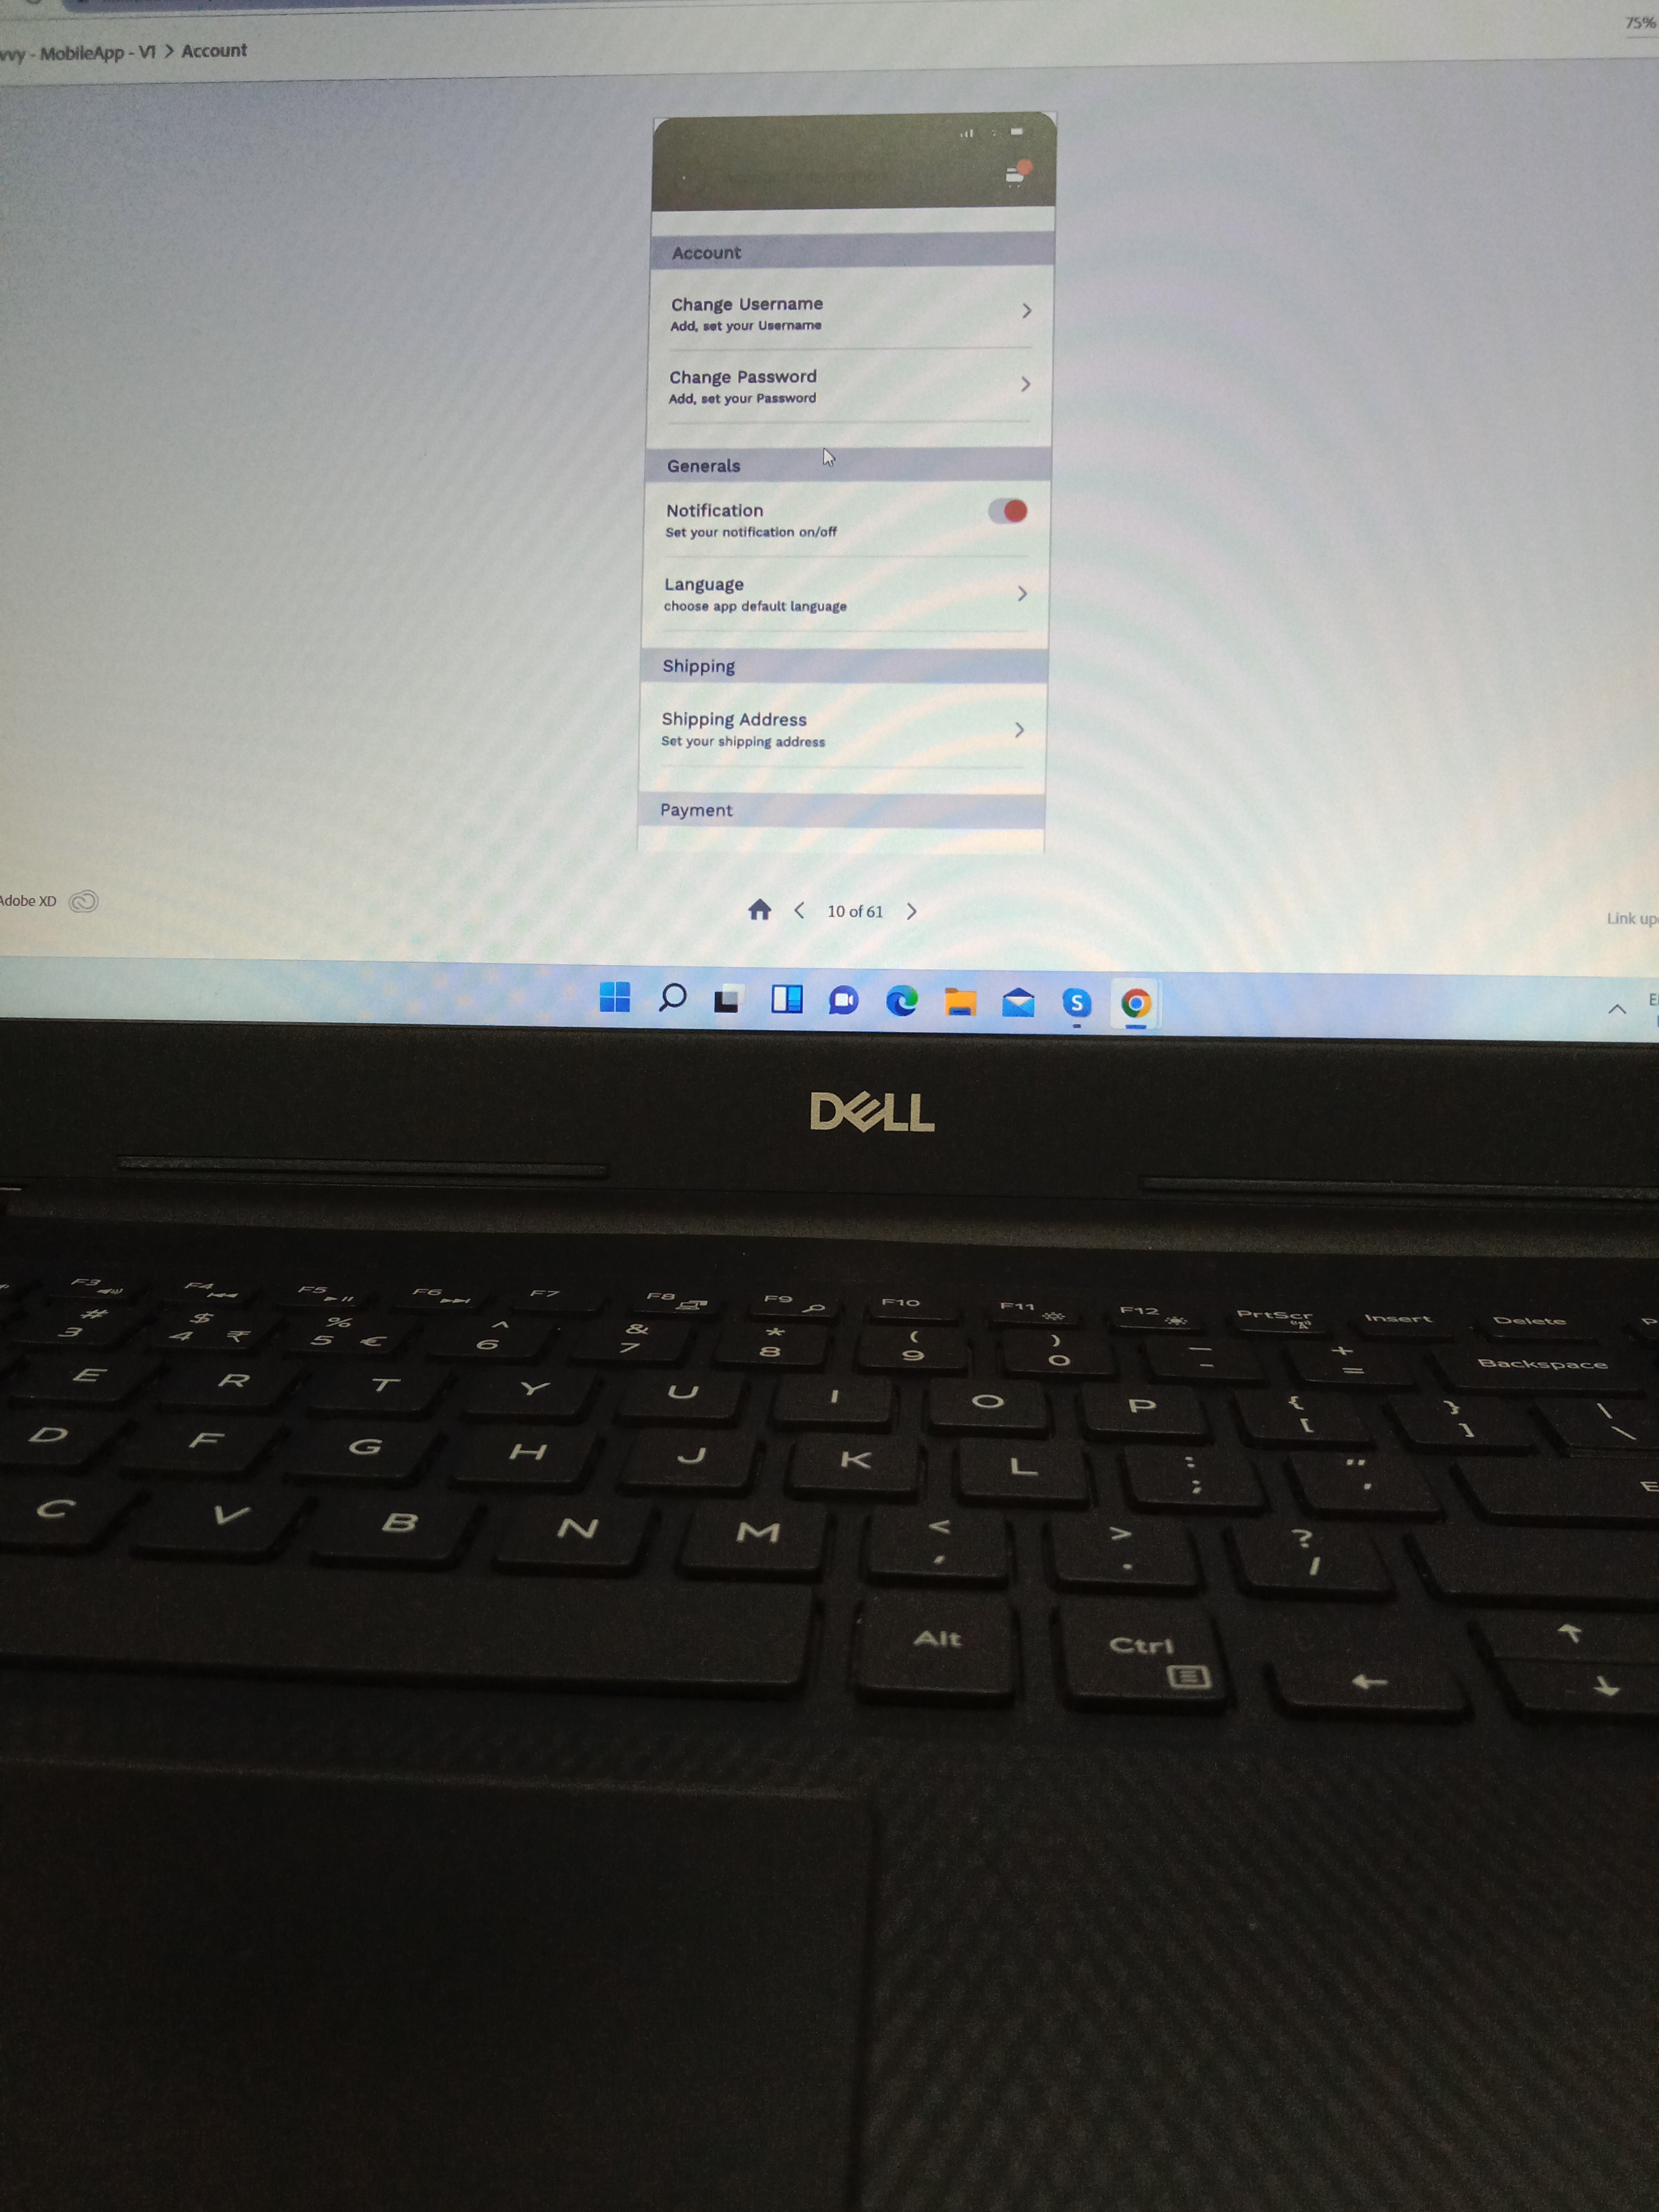 vvy - MobileApp - V1 > Account
75%
Account
Change Username
Add, set your Username
Change Password
Add, set your Password
Generals
Notification
Set your notification on/off
Language
choose app default language
Shipping
Shipping Address
Set your shipping address
Payment
Adobe XD
10 of 61
Link up
S
DELL
F3 F4 F5 F6 F7 F8 F9 F10 F11 F12 PrtScr Insert Delete
# $ % ^ & * ( ) _ +
3 4 ₹ 5 € 6 7 8 9 0 - = Backspace
E R T Y U I O P { [ } ] | \
D F G H J K L : ; " ' E
C V B N M < , > . ? /
Alt Ctrl ← ↑ ↓